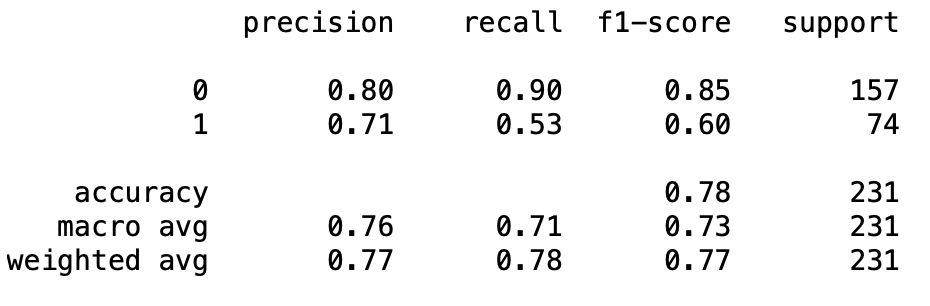 precision recall f1-score support
0 0.80 0.90 0.85 157
1 0.71 0.53 0.60 74
accuracy 0.78 231
macro avg 0.76 0.71 0.73 231
weighted avg 0.77 0.78 0.77 231